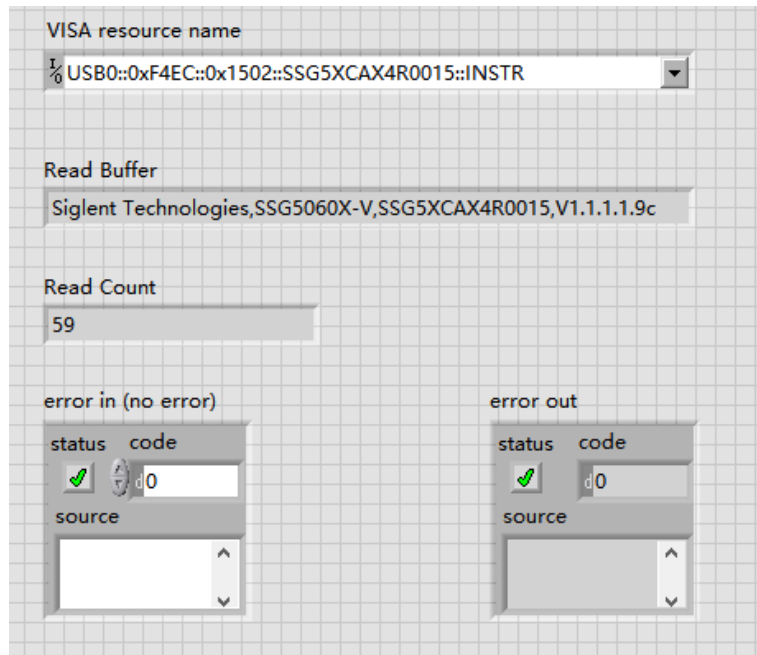 VISA resource name
I/O USB0::0xF4EC::0x1502::SSG5XCAX4R0015::INSTR
Read Buffer
Siglent Technologies,SSG5060X-V,SSG5XCAX4R0015,V1.1.1.1.9c
Read Count
59
error in (no error) error out
status code status code
d 0 d 0
source source